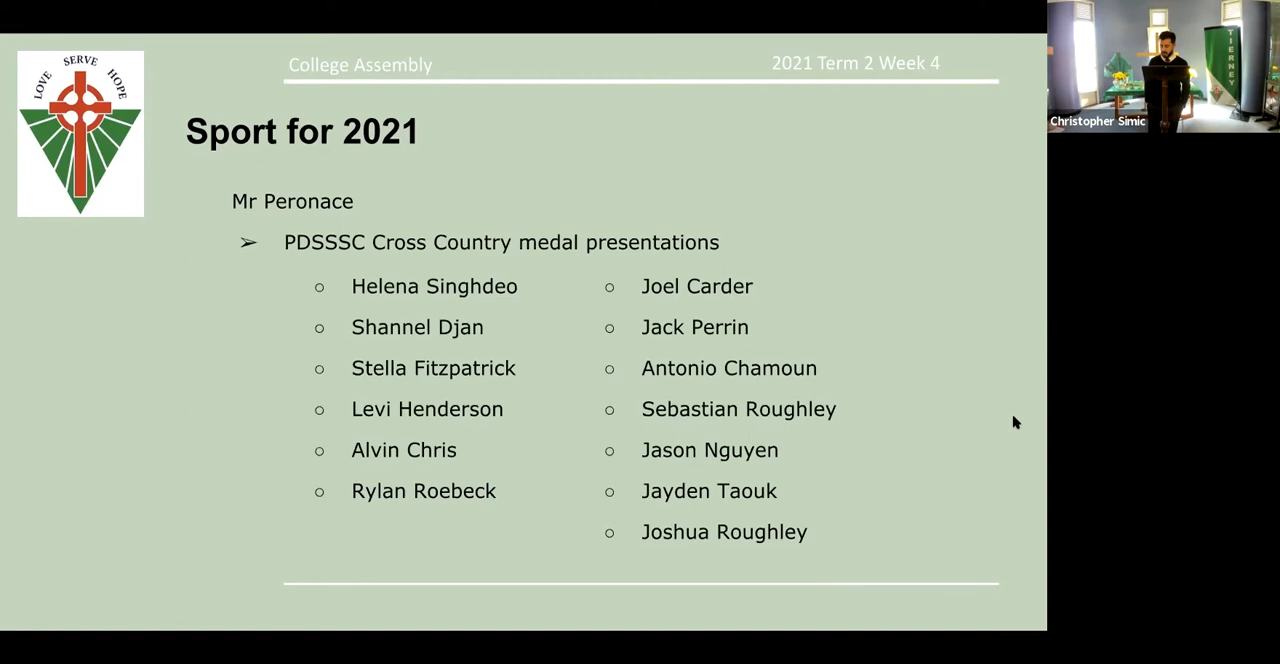 LOVE SERVE HOPE
College Assembly
2021 Term 2 Week 4
Sport for 2021
Mr Peronace
➢ PDSSSC Cross Country medal presentations
○ Helena Singhdeo
○ Shannel Djan
○ Stella Fitzpatrick
○ Levi Henderson
○ Alvin Chris
○ Rylan Roebeck
○ Joel Carder
○ Jack Perrin
○ Antonio Chamoun
○ Sebastian Roughley
○ Jason Nguyen
○ Jayden Taouk
○ Joshua Roughley
TIERNEY
Christopher Simic